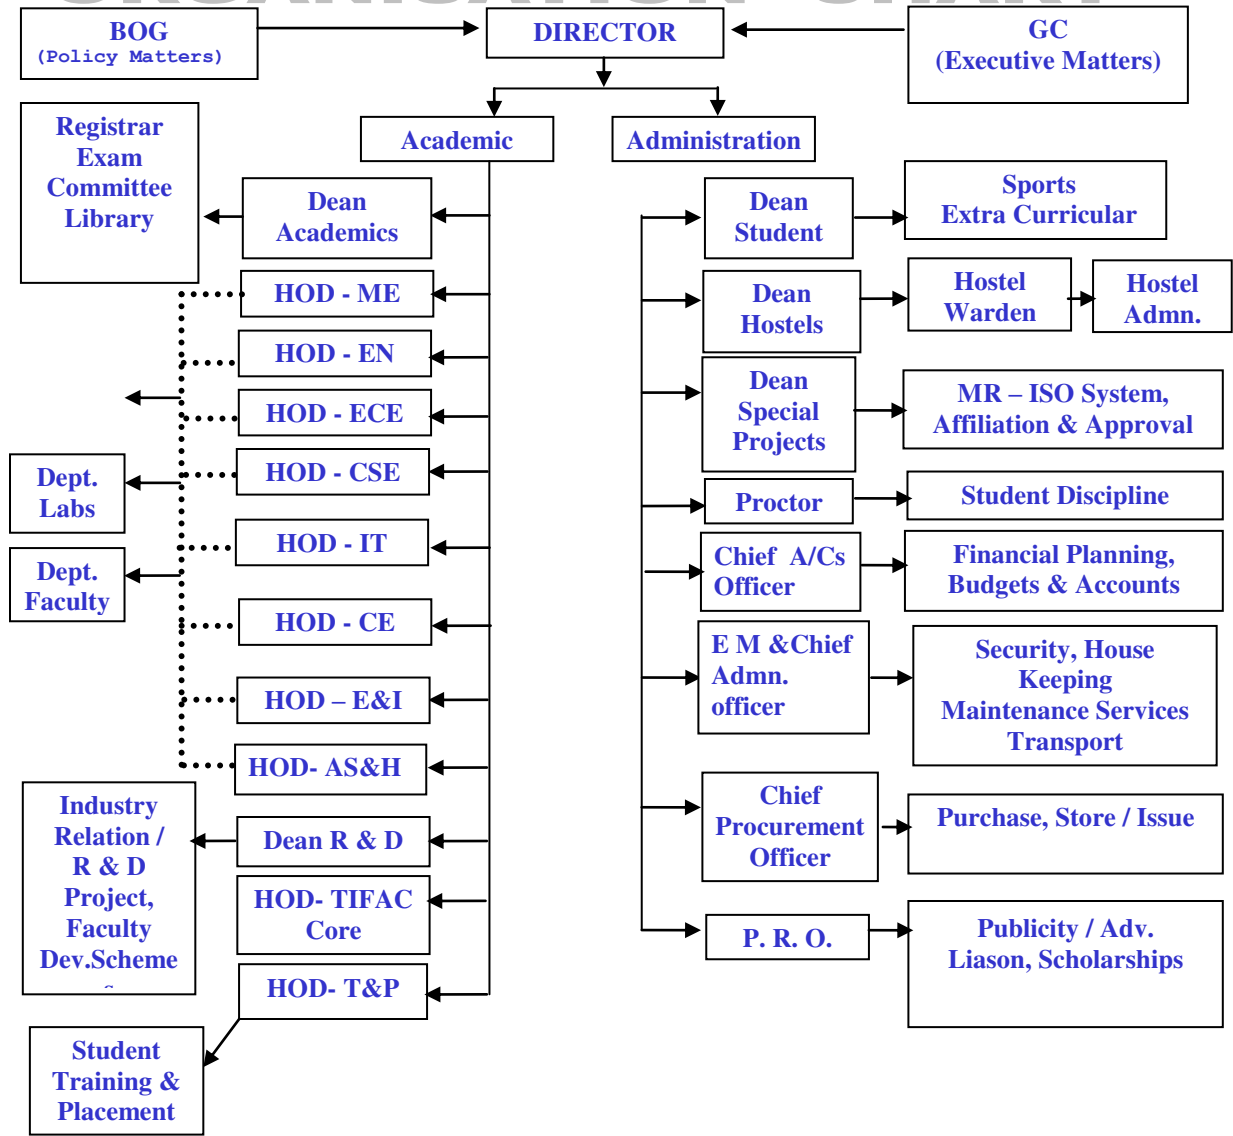 ORGANISATION CHART
BOG
(Policy Matters)
DIRECTOR
GC
(Executive Matters)
Academic
Administration
Registrar
Exam
Committee
Library
Dean
Academics
HOD - ME
HOD - EN
HOD - ECE
HOD - CSE
HOD - IT
HOD - CE
HOD – E&I
HOD- AS&H
Dept.
Labs
Dept.
Faculty
Industry
Relation /
R & D
Project,
Faculty
Dev.Scheme
s
Dean R & D
HOD- TIFAC
Core
HOD- T&P
Student
Training &
Placement
Dean
Student
Sports
Extra Curricular
Dean
Hostels
Hostel
Warden
Hostel
Admn.
Dean
Special
Projects
MR – ISO System,
Affiliation & Approval
Proctor
Student Discipline
Chief A/Cs
Officer
Financial Planning,
Budgets & Accounts
E M &Chief
Admn.
officer
Security, House
Keeping
Maintenance Services
Transport
Chief
Procurement
Officer
Purchase, Store / Issue
P. R. O.
Publicity / Adv.
Liason, Scholarships